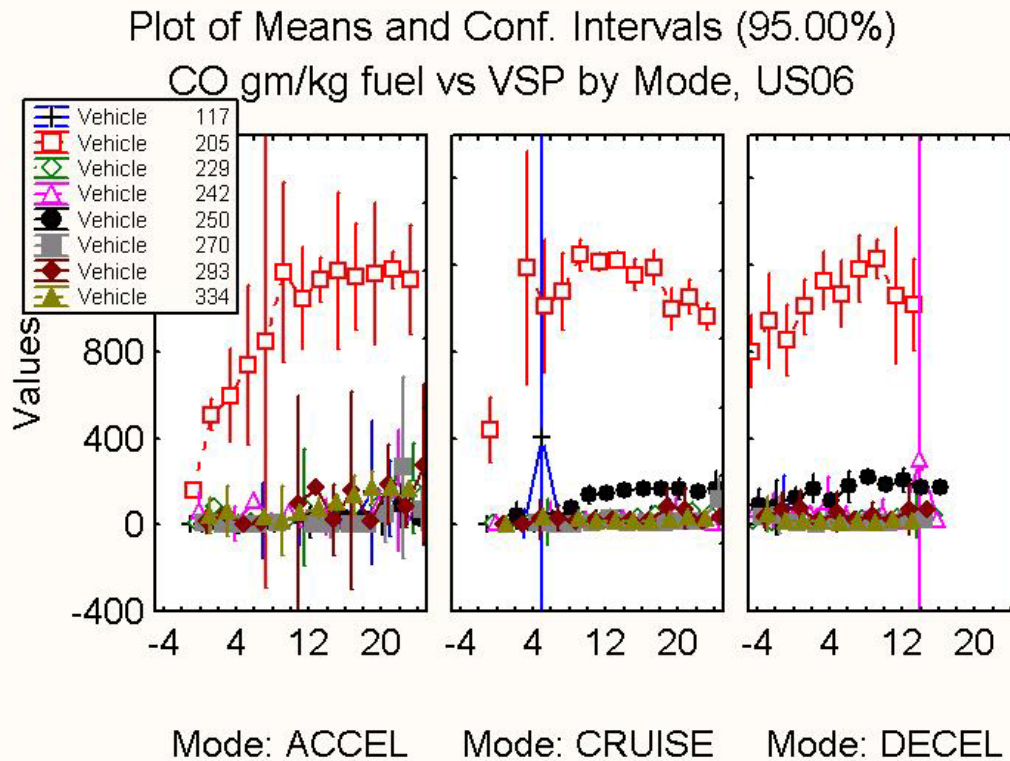 Plot of Means and Conf. Intervals (95.00%)
CO gm/kg fuel vs VSP by Mode, US06
Vehicle 117
Vehicle 205
Vehicle 229
Vehicle 242
Vehicle 250
Vehicle 270
Vehicle 293
Vehicle 334
Values
800
400
0
-400
-4 4 12 20 -4 4 12 20 -4 4 12 20
Mode: ACCEL Mode: CRUISE Mode: DECEL